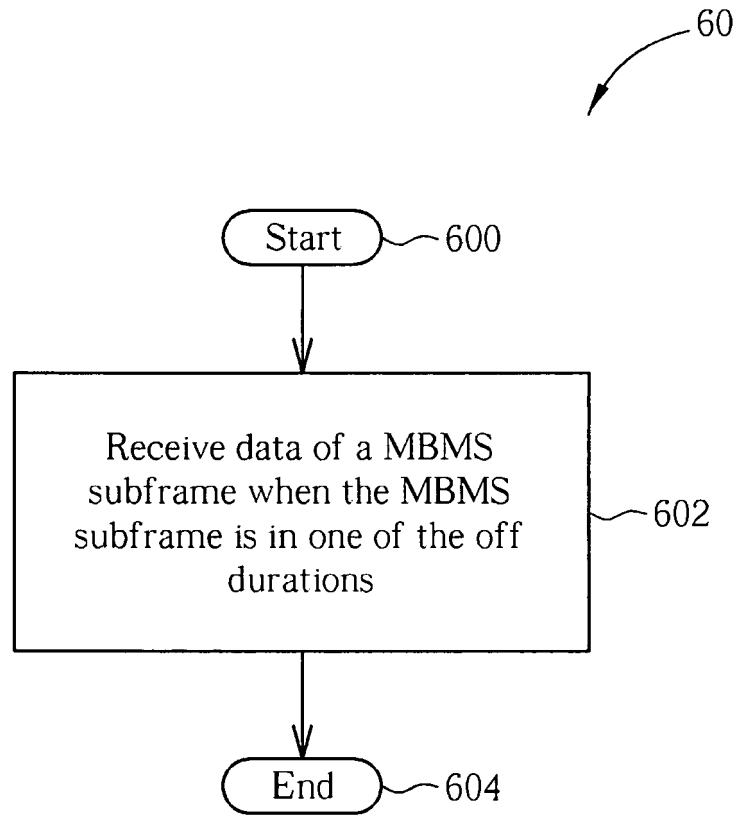 60
Start
600
Receive data of a MBMS
subframe when the MBMS
subframe is in one of the off
durations
602
End
604